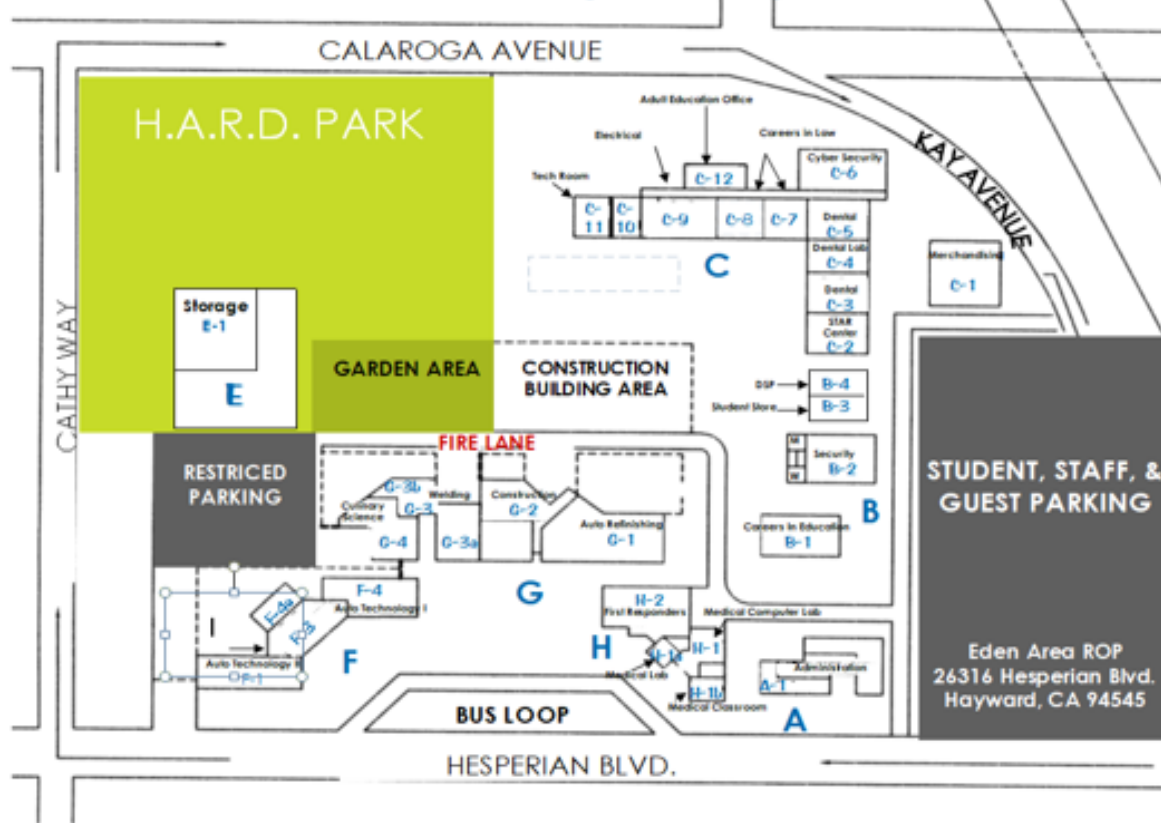 CALAROGA AVENUE
H.A.R.D. PARK
KAY AVENUE
CATHY WAY
Adult Education Office
Electrical
Careers in Law
Cyber Security
C-6
Tech Room
C-12
C-11
C-10
C-9
C-8
C-7
Dental
C-5
Dental Lab
C-4
Dental
C-3
STAR
Center
C-2
C
Merchandising
C-1
Storage
E-1
E
GARDEN AREA
CONSTRUCTION
BUILDING AREA
DSP
B-4
Student Store
B-3
M
W
Security
B-2
B
Careers in Education
B-1
FIRE LANE
RESTRICED
PARKING
G-3b
Welding
G-3
Culinary
Science
G-4
G-3a
Construction
G-2
Auto Refinishing
G-1
G
STUDENT, STAFF, &
GUEST PARKING
F-4
Auto Technology I
F-4a
F-3
I
Auto Technology II
F-1
F
H-2
First Responders
Medical Computer Lab
H
H-1
H-1a
Medical Lab
H-1b
Medical Classroom
Administration
A-1
A
Eden Area ROP
26316 Hesperian Blvd.
Hayward, CA 94545
BUS LOOP
HESPERIAN BLVD.